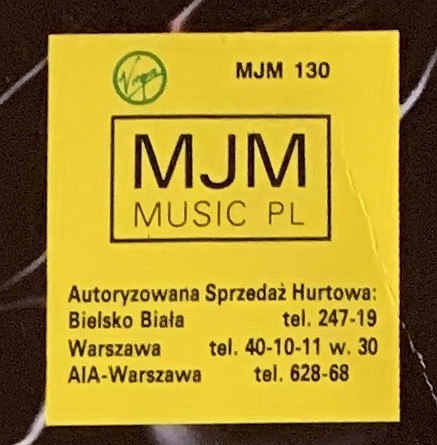 Virgin
MJM 130
MJM
MUSIC PL
Autoryzowana Sprzedaż Hurtowa:
Bielsko Biała tel. 247-19
Warszawa tel. 40-10-11 w. 30
AIA-Warszawa tel. 628-68